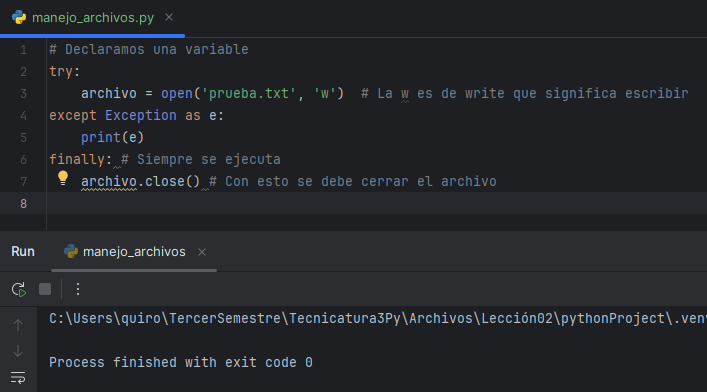 manejo_archivos.py
1 # Declaramos una variable
2 try:
3     archivo = open('prueba.txt', 'w')  # La w es de write que significa escribir
4 except Exception as e:
5     print(e)
6 finally: # Siempre se ejecuta
7     archivo.close() # Con esto se debe cerrar el archivo
8
Run manejo_archivos
C:\Users\quiro\TercerSemestre\Tecnicatura3Py\Archivos\Lección02\pythonProject\.venv
Process finished with exit code 0